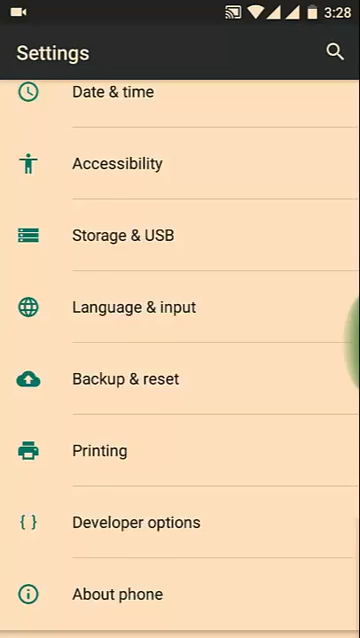 3:28
Settings
Date & time
Accessibility
Storage & USB
Language & input
Backup & reset
Printing
{ } Developer options
About phone